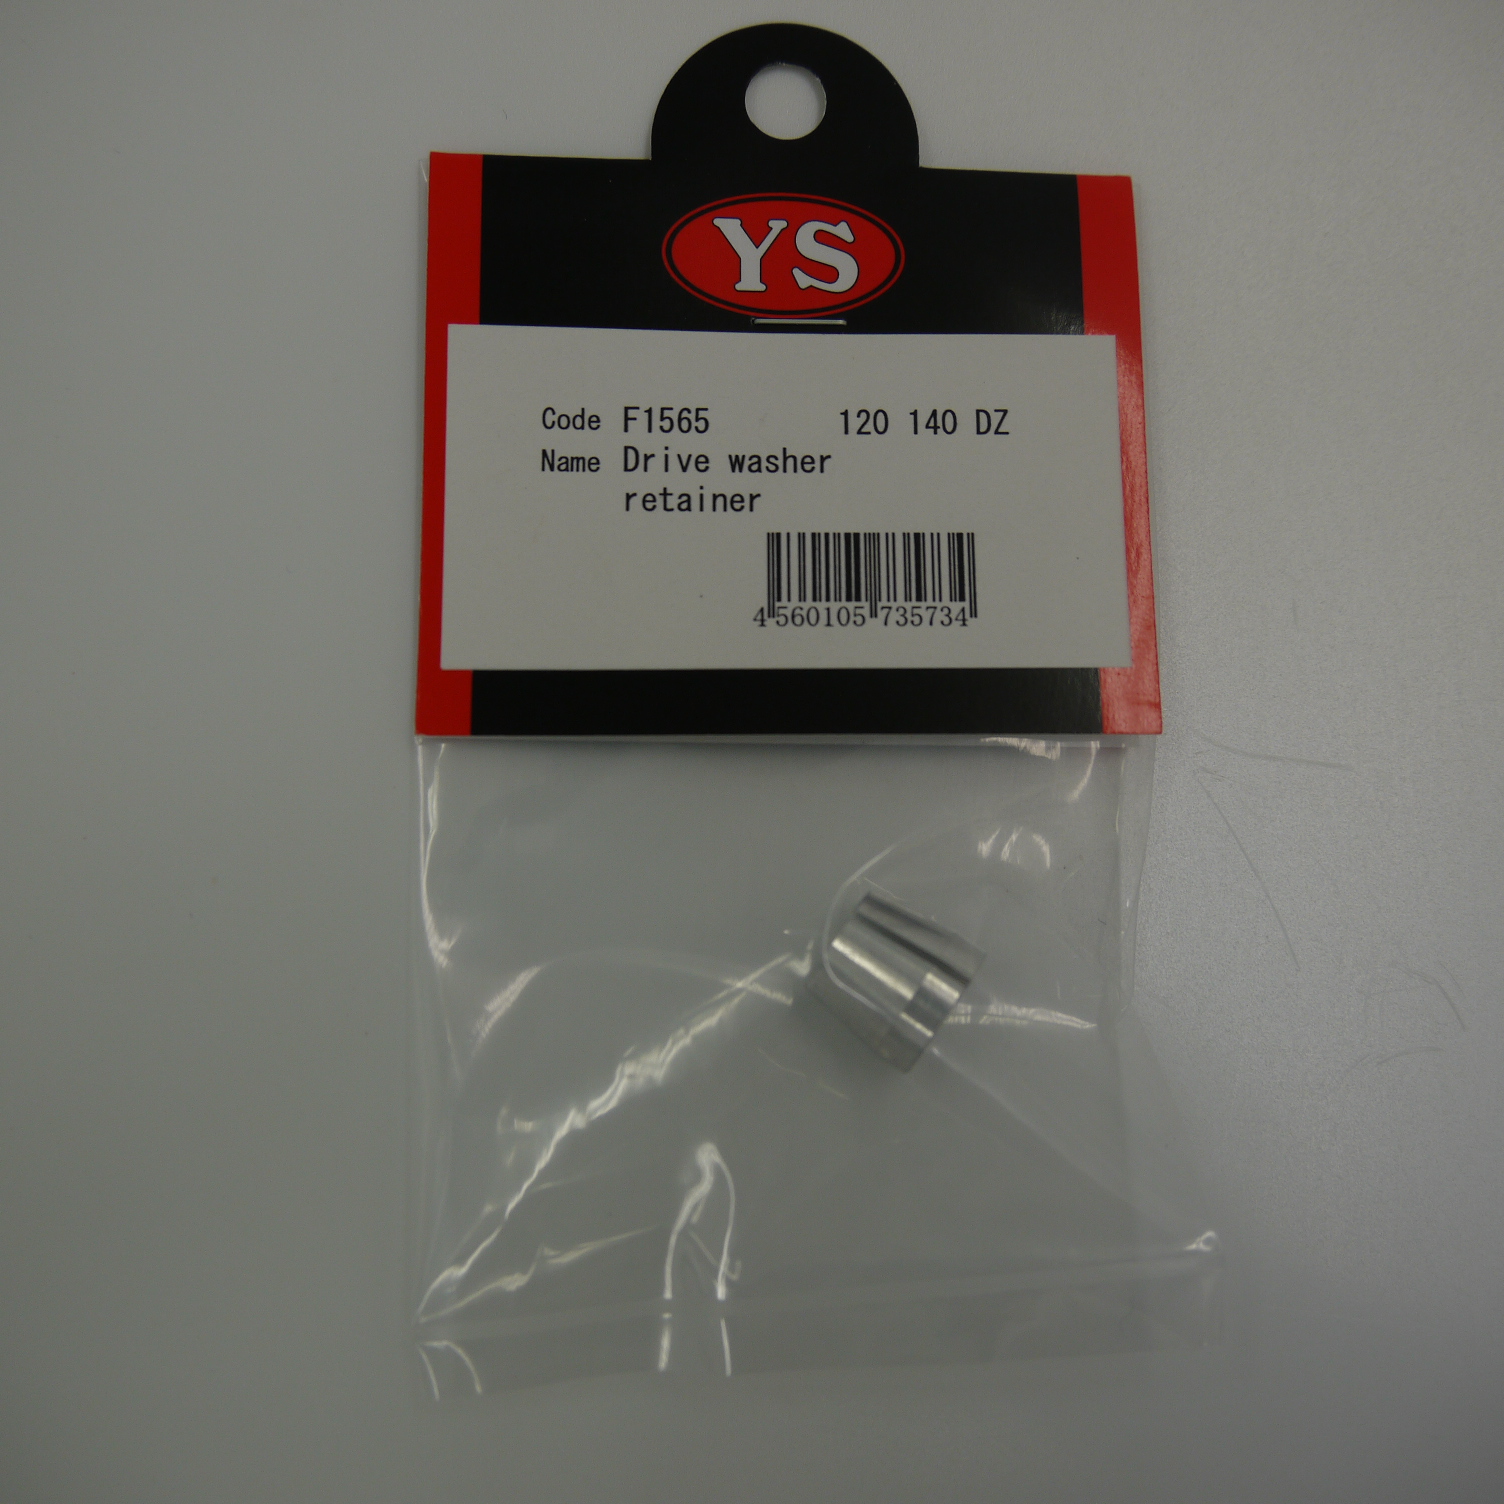 YS
Code F1565 120 140 DZ
Name Drive washer
retainer
4 560105 735734